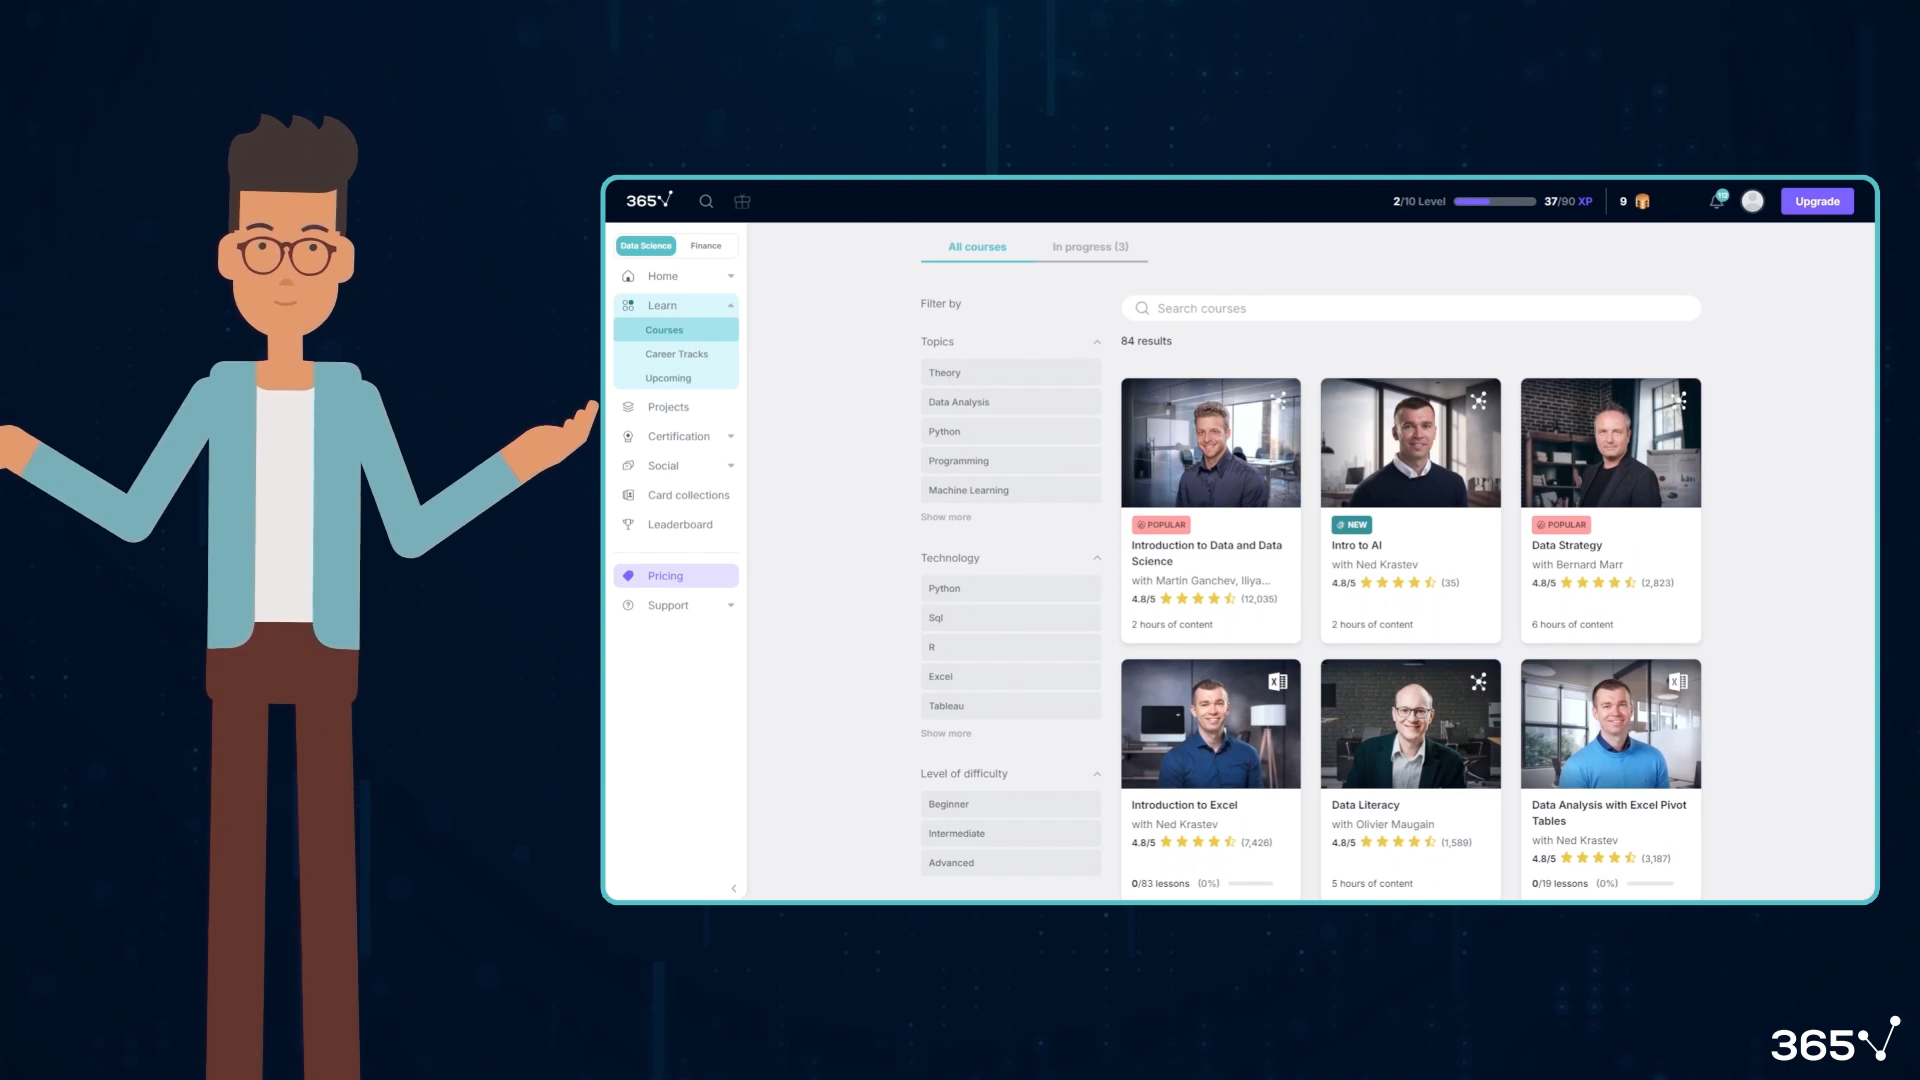 365
2/10 Level
37/90 XP
9
112
Upgrade
Data Science
Finance
Home
Learn
Courses
Career Tracks
Upcoming
Projects
Certification
Social
Card collections
Leaderboard
Pricing
Support
All courses
In progress (3)
Filter by
Topics
Theory
Data Analysis
Python
Programming
Machine Learning
Show more
Technology
Python
Sql
R
Excel
Tableau
Show more
Level of difficulty
Beginner
Intermediate
Advanced
Search courses
84 results
POPULAR
Introduction to Data and Data
Science
with Martin Ganchev, Iliya...
4.8/5 (12,035)
2 hours of content
NEW
Intro to AI
with Ned Krastev
4.8/5 (35)
2 hours of content
POPULAR
Data Strategy
with Bernard Marr
4.8/5 (2,823)
6 hours of content
Introduction to Excel
with Ned Krastev
4.8/5 (7,426)
0/83 lessons (0%)
Data Literacy
with Olivier Maugain
4.8/5 (1,589)
5 hours of content
Data Analysis with Excel Pivot
Tables
with Ned Krastev
4.8/5 (3,187)
0/19 lessons (0%)
365